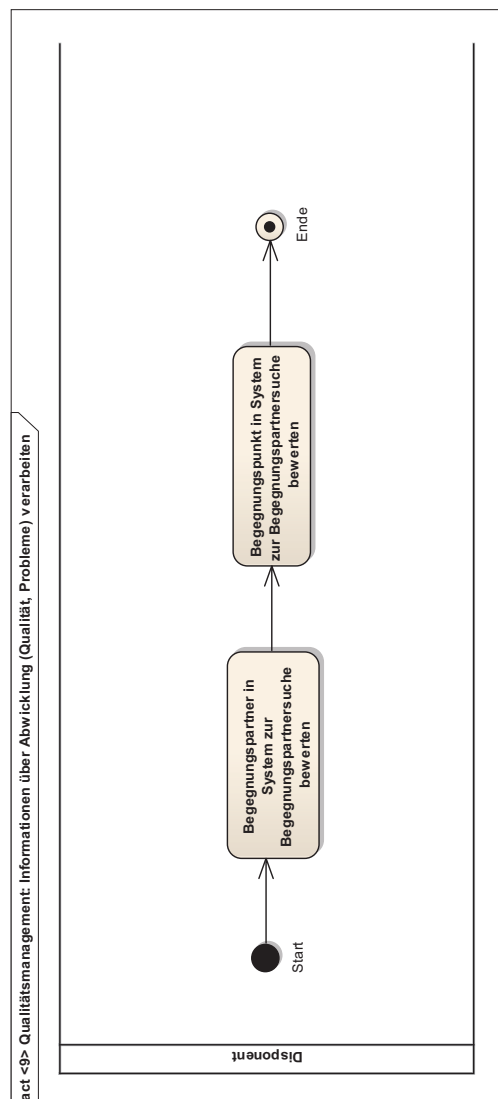 act <9> Qualitätsmanagement: Informationen über Abwicklung (Qualität, Probleme) verarbeiten
Disponent
Start
Begegnungspartner in
System zur
Begegnungspartnersuche
bewerten
Begegnungspunkt in System
zur Begegnungspartnersuche
bewerten
Ende